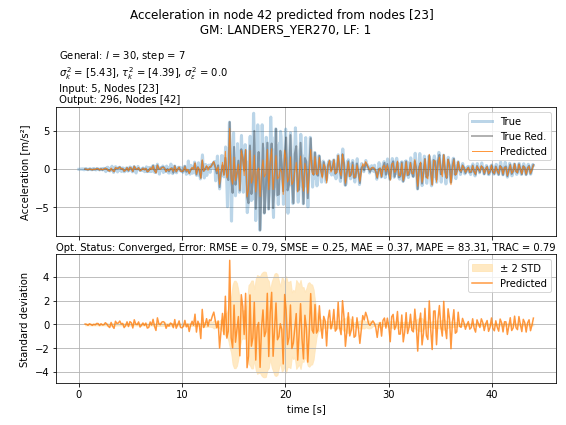 Acceleration in node 42 predicted from nodes [23]
GM: LANDERS_YER270, LF: 1
General: l = 30, step = 7
σ²ₖ = [5.43], τ²ₖ = [4.39], σ²ε = 0.0
Input: 5, Nodes [23]
Output: 296, Nodes [42]
Acceleration [m/s²]
5
0
−5
True
True Red.
Predicted
Opt. Status: Converged, Error: RMSE = 0.79, SMSE = 0.25, MAE = 0.37, MAPE = 83.31, TRAC = 0.79
Standard deviation
4
2
0
−2
−4
± 2 STD
Predicted
0 10 20 30 40
time [s]